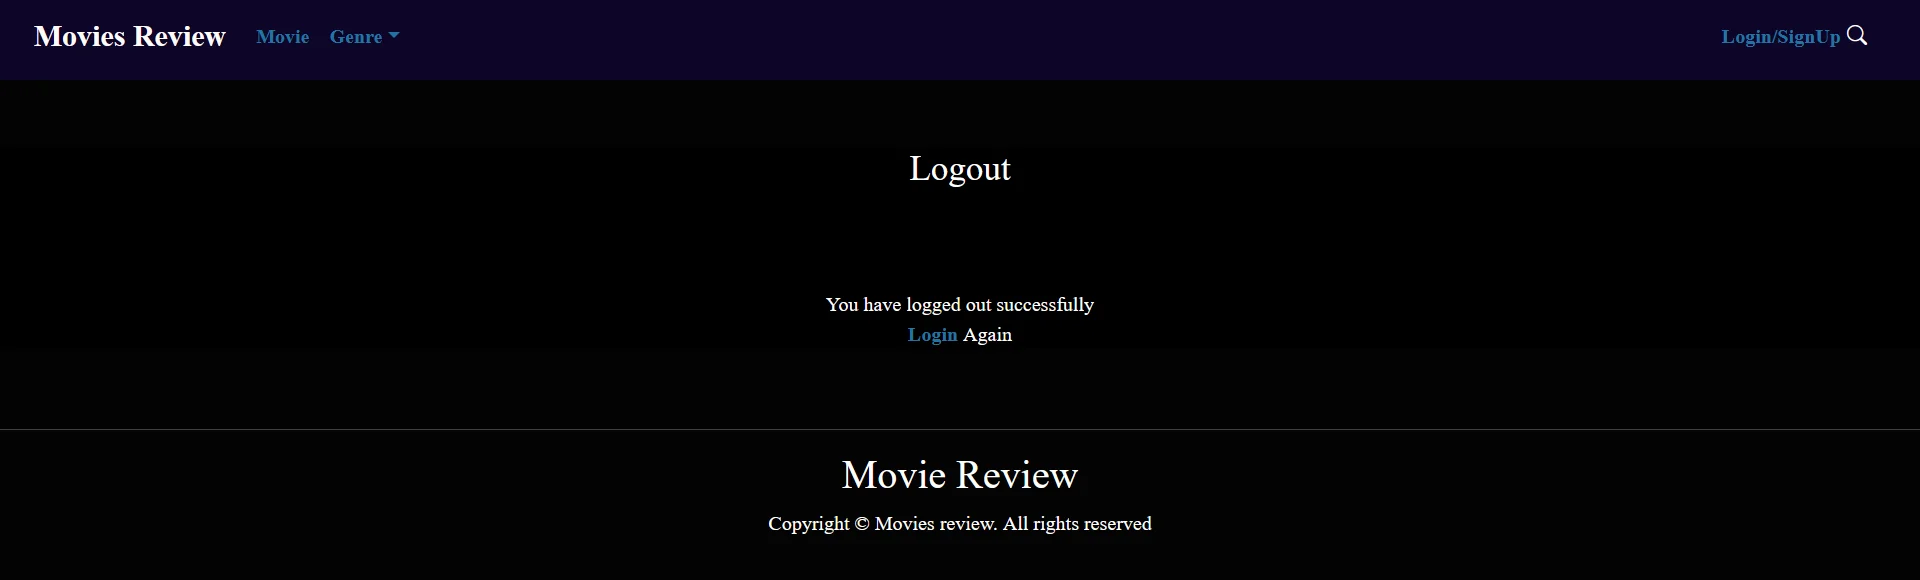 Movies Review Movie Genre Login/SignUp
Logout
You have logged out successfully
Login Again
Movie Review
Copyright © Movies review. All rights reserved